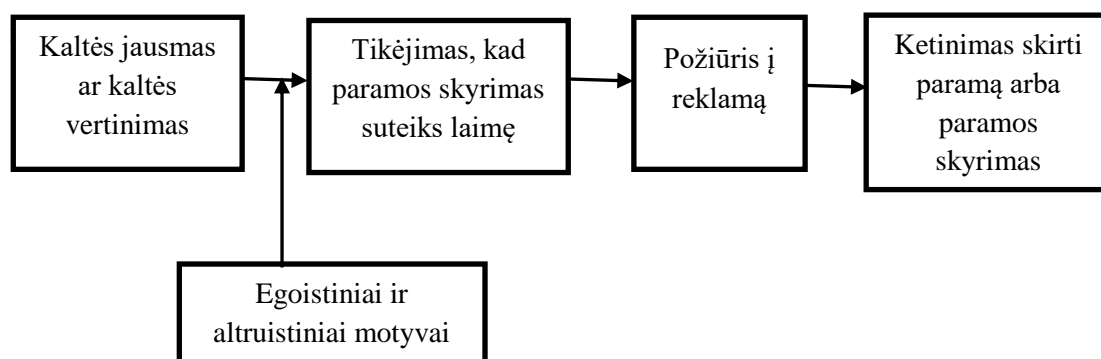 Kaltės jausmas
ar kaltės
vertinimas
Tikėjimas, kad
paramos skyrimas
suteiks laimę
Požiūris į
reklamą
Ketinimas skirti
paramą arba
paramos
skyrimas
Egoistiniai ir
altruistiniai motyvai